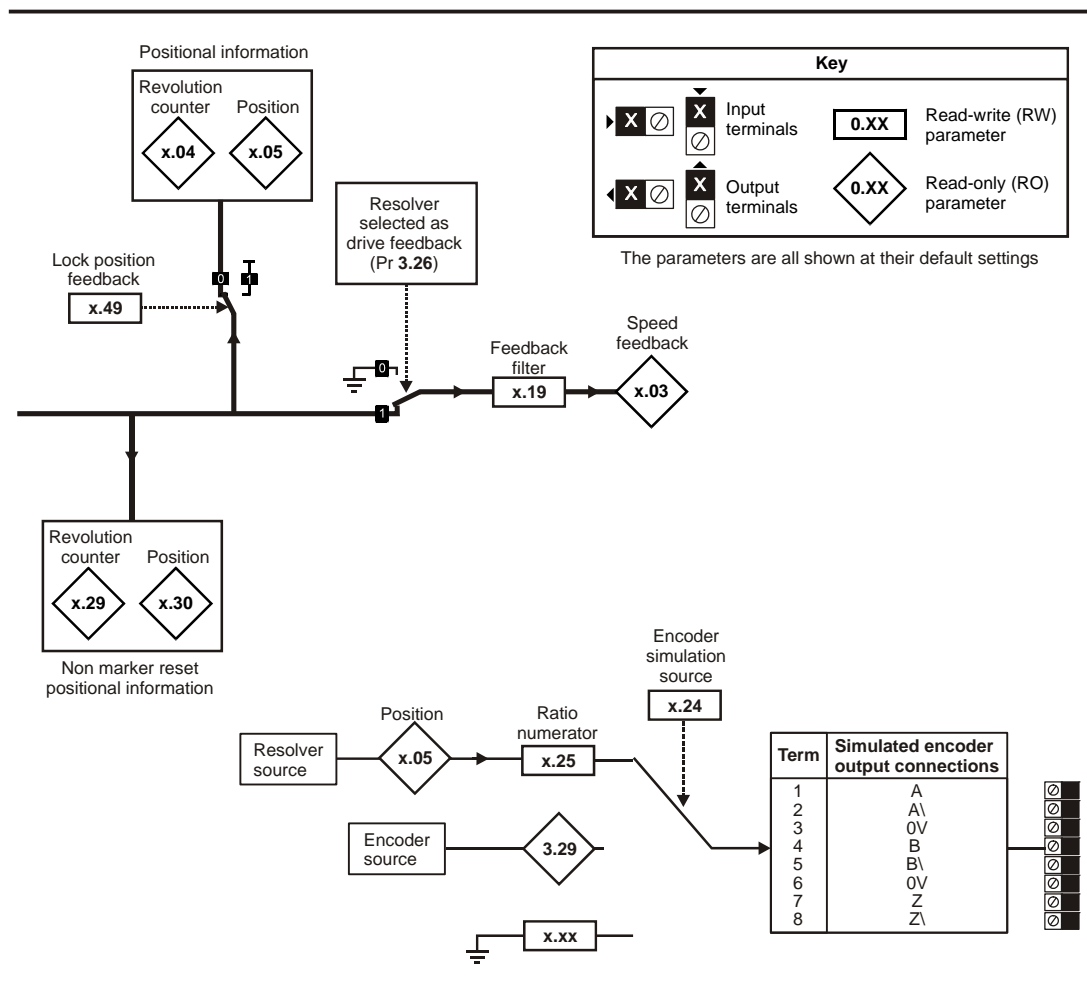 Positional information
Revolution
counter
Position
x.04
x.05
Key
X
X
Input
terminals
0.XX
Read-write (RW)
parameter
X
X
Output
terminals
0.XX
Read-only (RO)
parameter
The parameters are all shown at their default settings
Resolver
selected as
drive feedback
(Pr 3.26)
Lock position
feedback
x.49
0
1
0
1
Feedback
filter
x.19
Speed
feedback
x.03
Revolution
counter
Position
x.29
x.30
Non marker reset
positional information
Encoder
simulation
source
x.24
Resolver
source
Position
x.05
Ratio
numerator
x.25
Encoder
source
3.29
x.xx
Term
Simulated encoder
output connections
1 A
2 A\
3 0V
4 B
5 B\
6 0V
7 Z
8 Z\